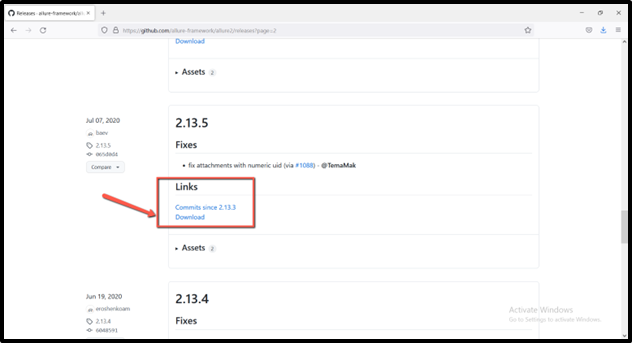 Releases - allure-framework/al
https://github.com/allure-framework/allure2/releases?page=2
Download
Assets 2
Jul 07, 2020
baev
2.13.5
Compare
2.13.5
Fixes
fix attachments with numeric uid (via #1088) - @TemaMak
Links
Commits since 2.13.3
Download
Assets 2
Jun 19, 2020
eroshenkoam
2.13.4
6048591
2.13.4
Fixes
Activate Windows
Go to Settings to activate Windows.